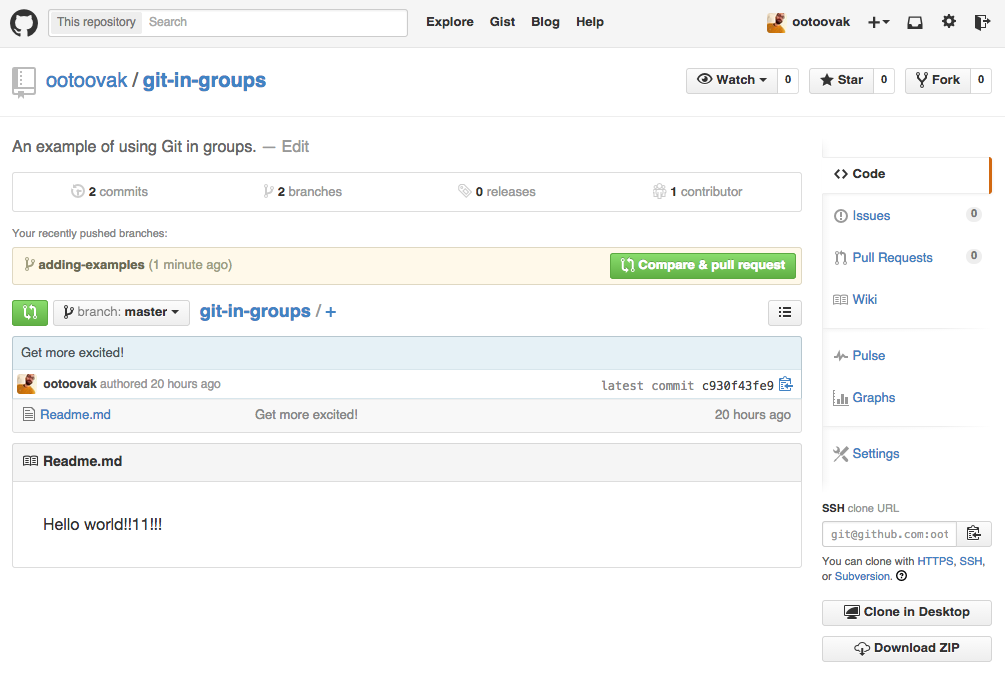 This repository Search Explore Gist Blog Help ootoovak
ootoovak / git-in-groups Watch 0 Star 0 Fork 0
An example of using Git in groups. — Edit
2 commits 2 branches 0 releases 1 contributor
Your recently pushed branches:
adding-examples (1 minute ago) Compare & pull request
branch: master git-in-groups / +
Get more excited!
ootoovak authored 20 hours ago latest commit c930f43fe9
Readme.md Get more excited! 20 hours ago
Readme.md
Hello world!!11!!!
Code
Issues 0
Pull Requests 0
Wiki
Pulse
Graphs
Settings
SSH clone URL
git@github.com:oot
You can clone with HTTPS, SSH,
or Subversion.
Clone in Desktop
Download ZIP